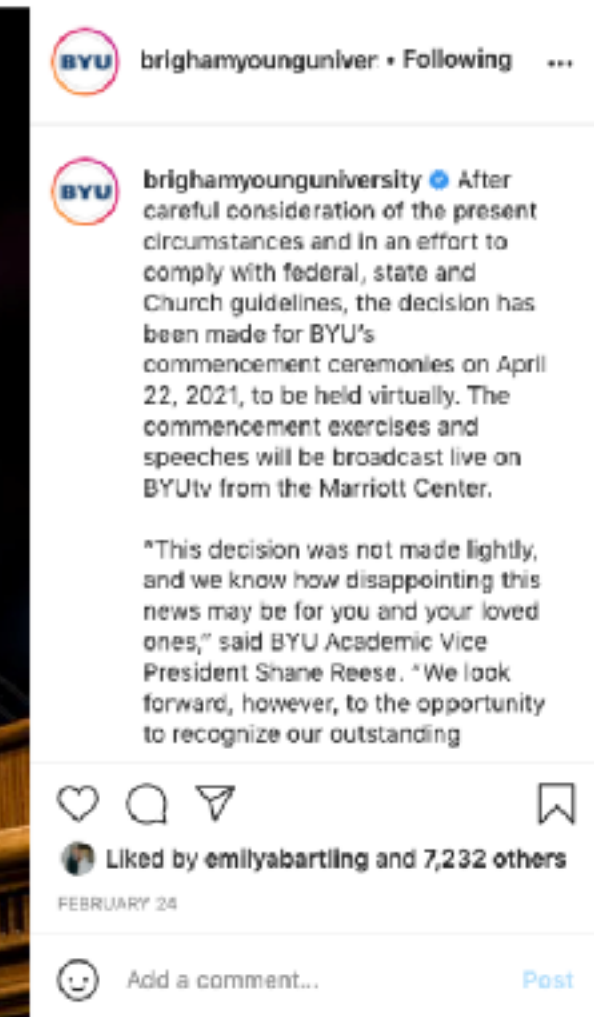 BYU brighamyounguniver • Following ...
BYU brighamyounguniversity After
careful consideration of the present
circumstances and in an effort to
comply with federal, state and
Church guidelines, the decision has
been made for BYU's
commencement ceremonies on April
22, 2021, to be held virtually. The
commencement exercises and
speeches will be broadcast live on
BYUtv from the Marriott Center.
"This decision was not made lightly,
and we know how disappointing this
news may be for you and your loved
ones," said BYU Academic Vice
President Shane Reese. "We look
forward, however, to the opportunity
to recognize our outstanding
Liked by emilyabartling and 7,232 others
FEBRUARY 24
Add a comment... Post